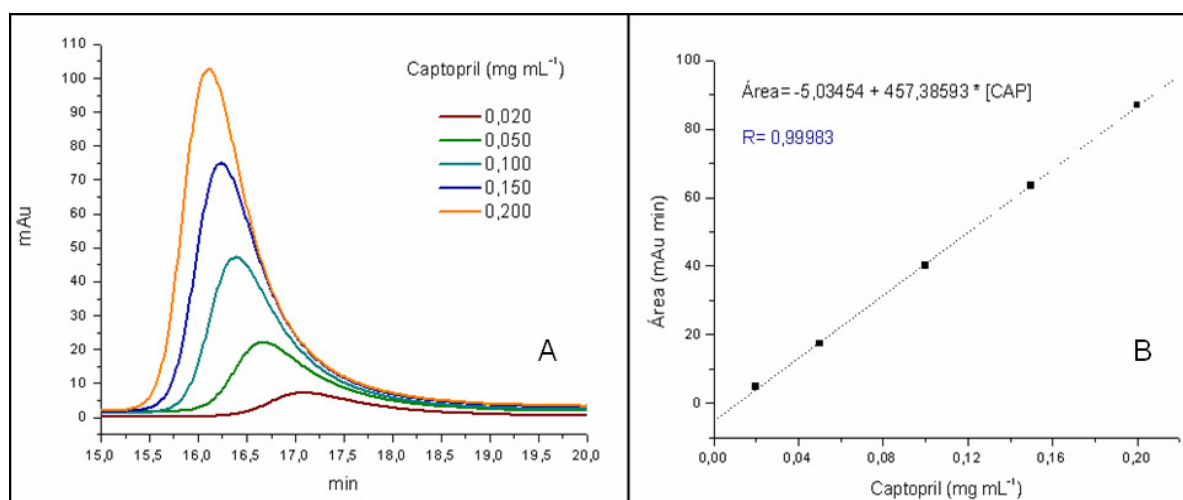 110
100
90
80
70
60
50
40
30
20
10
0
mAu
Captopril (mg mL⁻¹)
0,020
0,050
0,100
0,150
0,200
A
15,0 15,5 16,0 16,5 17,0 17,5 18,0 18,5 19,0 19,5 20,0
min
100
80
60
40
20
0
Área (mAu min)
Área= -5,03454 + 457,38593 * [CAP]
R= 0,99983
B
0,00 0,04 0,08 0,12 0,16 0,20
Captopril (mg mL⁻¹)